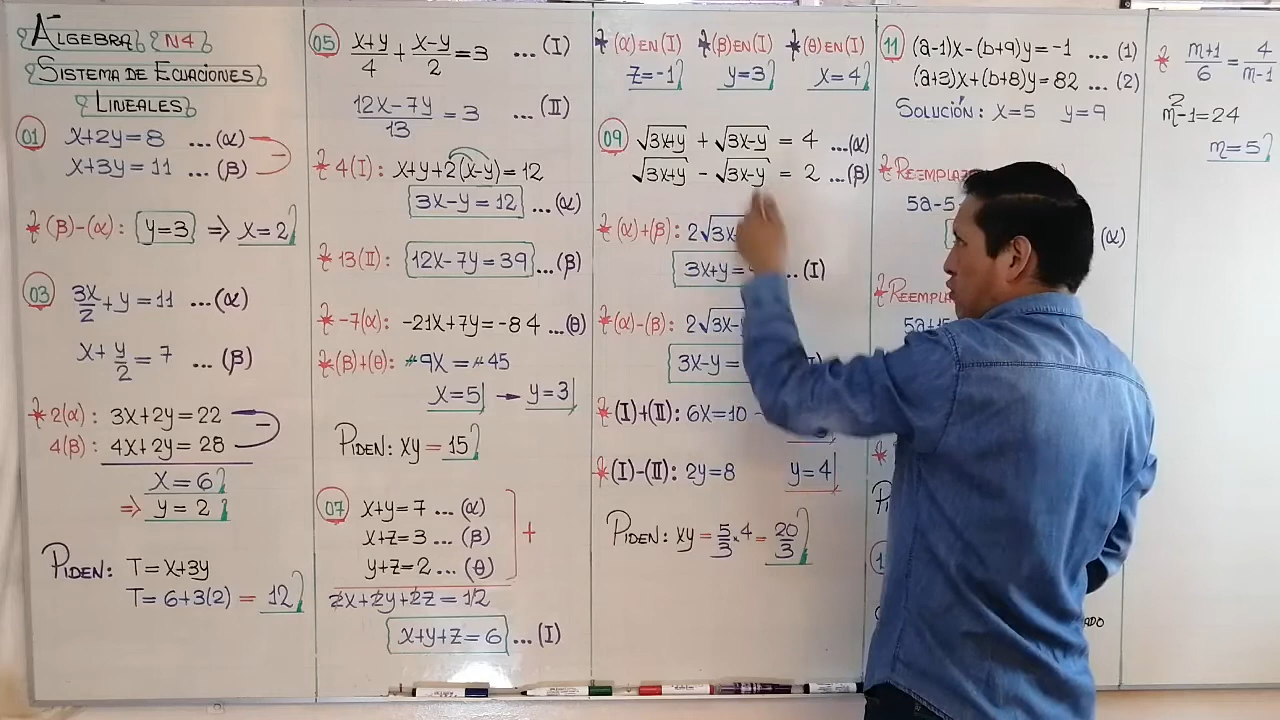 ÁLGEBRA N4
SISTEMA DE ECUACIONES
LINEALES
01 x+2y=8 ...(α)
x+3y=11 ...(β)
* (β)-(α): y=3 ⇒ x=2
03 3x/2+y=11 ...(α)
x+y/2=7 ...(β)
* 2(α): 3x+2y=22
4(β): 4x+2y=28
x=6
⇒ y=2
PIDEN: T=x+3y
T=6+3(2)=12
05 x+y/4+x-y/2=3 ...(I)
12x-7y/13=3 ...(II)
* 4(I): x+y+2(x-y)=12
3x-y=12 ...(α)
* 13(II): 12x-7y=39 ...(β)
* -7(α): -21x+7y=-84 ...(θ)
* (β)+(θ): -9x=-45
x=5 → y=3
PIDEN: xy=15
07 x+y=7 ...(α)
x+z=3 ...(β)
y+z=2 ...(θ)
+
2x+2y+2z=12
x+y+z=6 ...(I)
* (α) EN (I) * (β) EN (I) * (θ) EN (I)
z=-1 y=3 x=4
09 √3x+y + √3x-y = 4 ...(α)
√3x+y - √3x-y = 2 ...(β)
* (α)+(β): 2√3x
3x+y= ...(I)
* (α)-(β): 2√3x-
3x-y=
* (I)+(II): 6x=10
* (I)-(II): 2y=8 y=4
PIDEN: xy=5/3.4=20/3
11 (a-1)x-(b+9)y=-1 ...(1)
(a+3)x+(b+8)y=82 ...(2)
SOLUCIÓN: x=5 y=9
5a-5
(α)
* m+1/6=4/m-1
m²-1=24
m=5